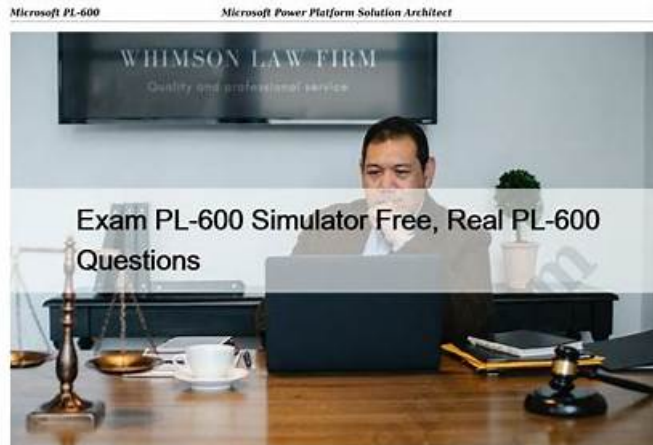 Microsoft PL-600 Microsoft Power Platform Solution Architect
WHIMSON LAW FIRM
Quality and professional service
Exam PL-600 Simulator Free, Real PL-600
Questions